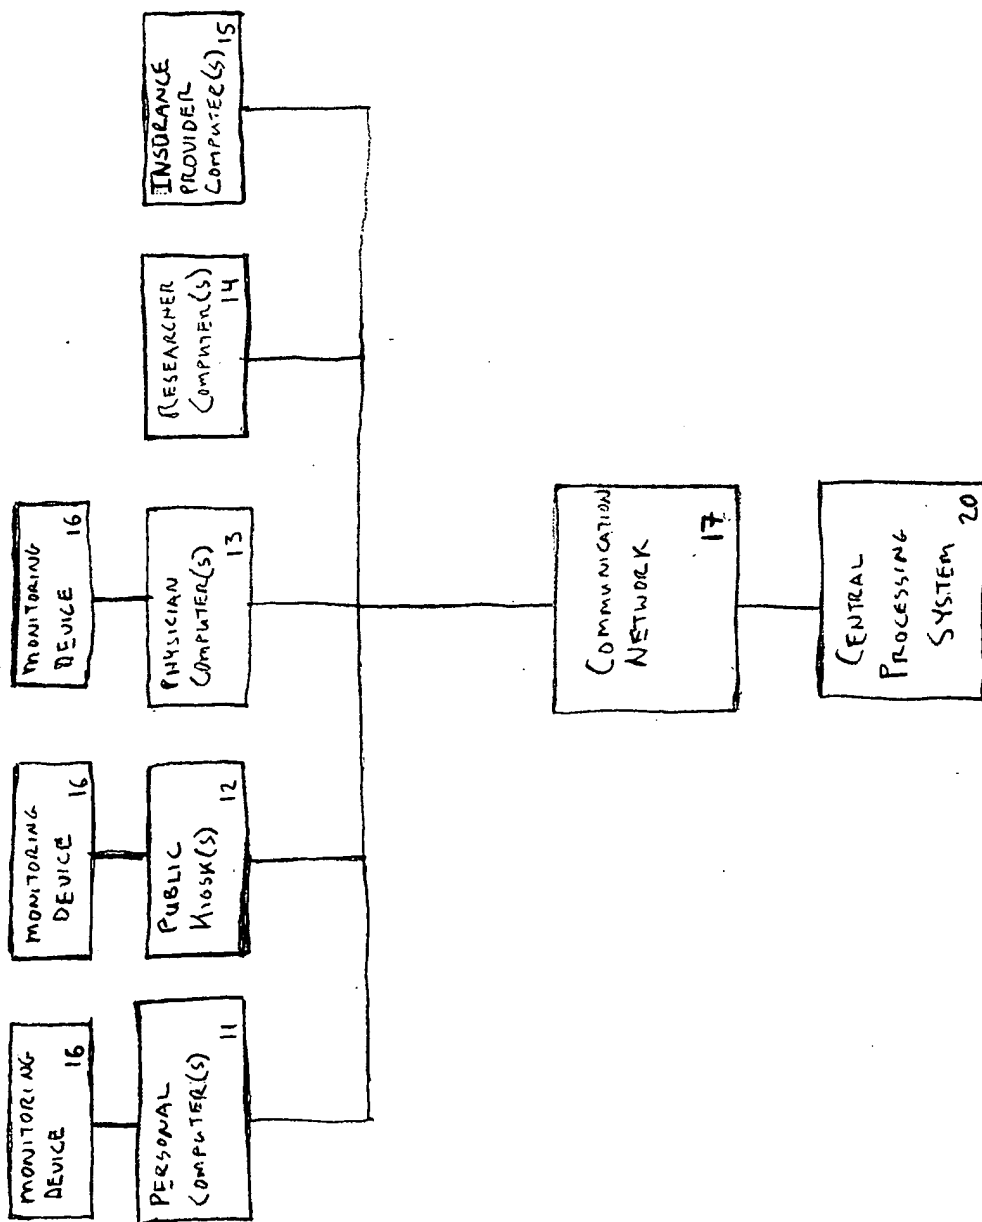 MONITORING
DEVICE
16
MONITORING
DEVICE
16
MONITORING
DEVICE
16
PERSONAL
COMPUTER(S)
11
PUBLIC
KIOSK(S)
12
PHYSICIAN
COMPUTER(S)
13
RESEARCHER
COMPUTER(S)
14
INSURANCE
PROVIDER
COMPUTER(S)
15
COMMUNICATION
NETWORK
17
CENTRAL
PROCESSING
SYSTEM
20